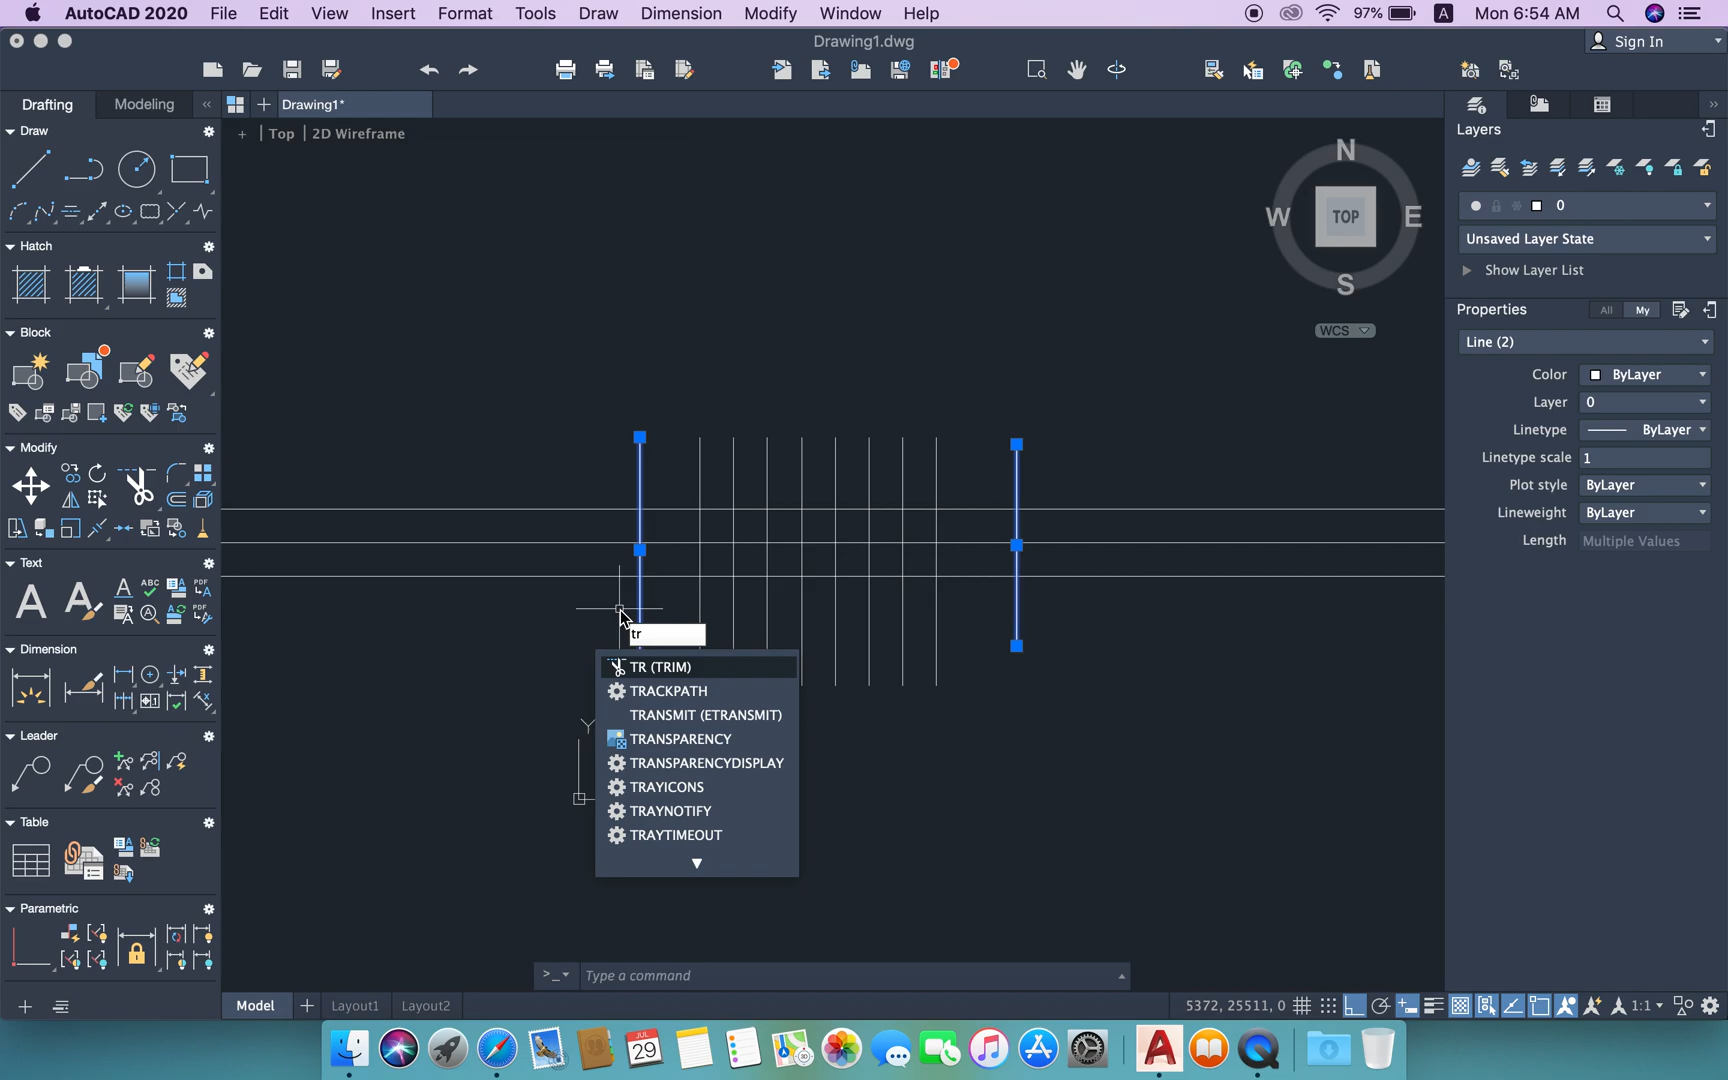 AutoCAD 2020 File Edit View Insert Format Tools Draw Dimension Modify Window Help 97% A Mon 6:54 AM
Drawing1.dwg
Sign In
Drafting Modeling « Drawing1* »
+ | Top | 2D Wireframe
Draw
Hatch
Block
Modify
Text
Dimension
Leader
Table
Parametric
N
W TOP E
S
WCS
Layers
0
Unsaved Layer State
Show Layer List
Properties All My
Line (2)
Color ByLayer
Layer 0
Linetype ByLayer
Linetype scale 1
Plot style ByLayer
Lineweight ByLayer
Length Multiple Values
tr
TR (TRIM)
TRACKPATH
TRANSMIT (ETRANSMIT)
TRANSPARENCY
TRANSPARENCYDISPLAY
TRAYICONS
TRAYNOTIFY
TRAYTIMEOUT
Y
>_ Type a command
Model + Layout1 Layout2 5372, 25511, 0 1:1
JUL
29